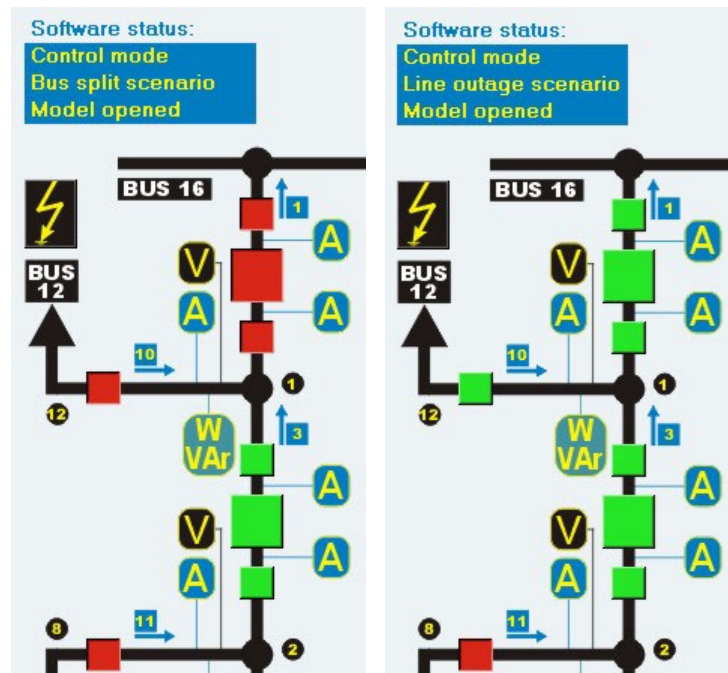 Software status:
Control mode
Bus split scenario
Model opened
BUS 16
1
A
V
BUS
12
A
A
10
1
12
3
W
VAr
A
V
A
A
8
11
2
Software status:
Control mode
Line outage scenario
Model opened
BUS 16
1
A
V
BUS
12
A
A
10
1
12
3
W
VAr
A
V
A
A
8
11
2